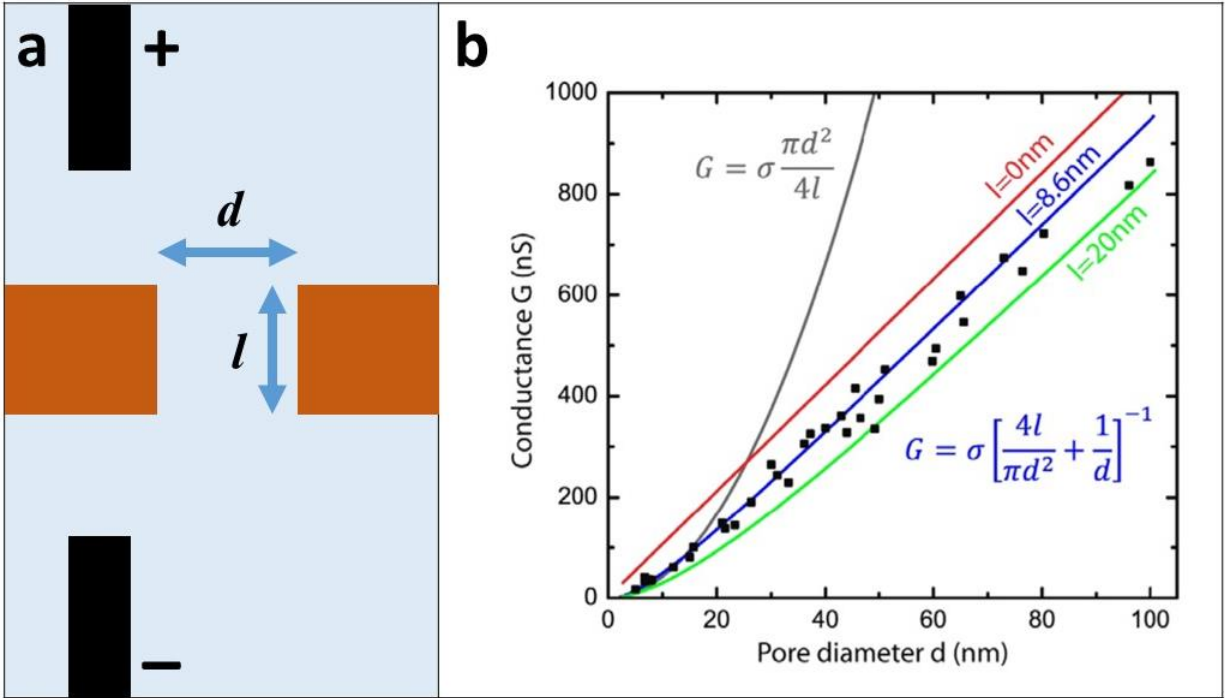 a
+
d
l
−
b
1000
800
600
400
200
0
Conductance G (nS)
G = σ πd²/4l
l=0nm
l=8.6nm
l=20nm
G = σ [4l/πd² + 1/d]⁻¹
0 20 40 60 80 100
Pore diameter d (nm)